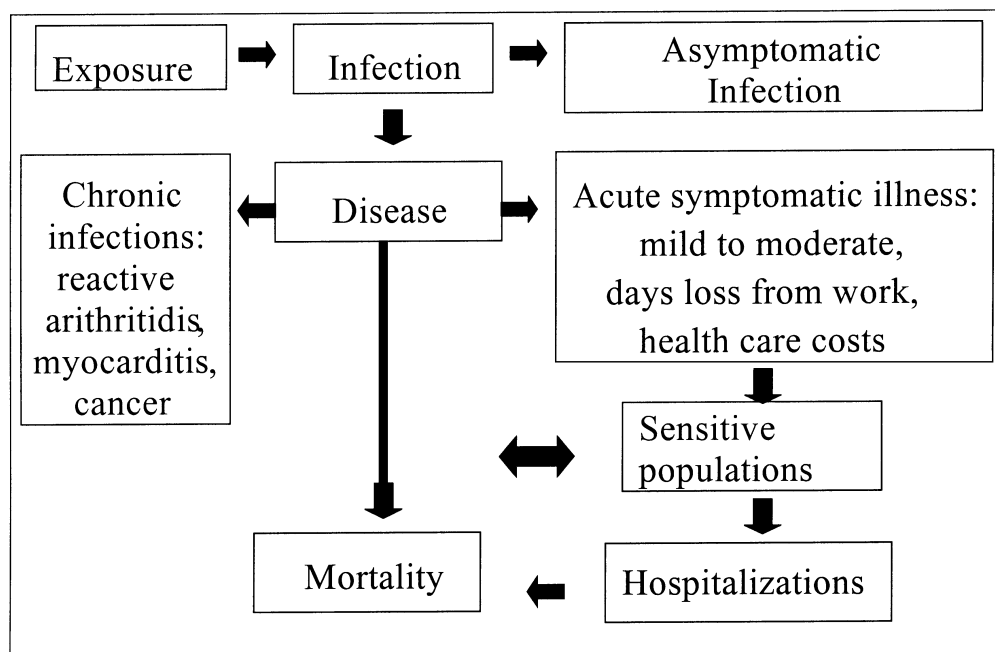 Exposure
Infection
Asymptomatic
Infection
Chronic
infections:
reactive
arithritidis,
myocarditis,
cancer
Disease
Acute symptomatic illness:
mild to moderate,
days loss from work,
health care costs
Sensitive
populations
Mortality
Hospitalizations